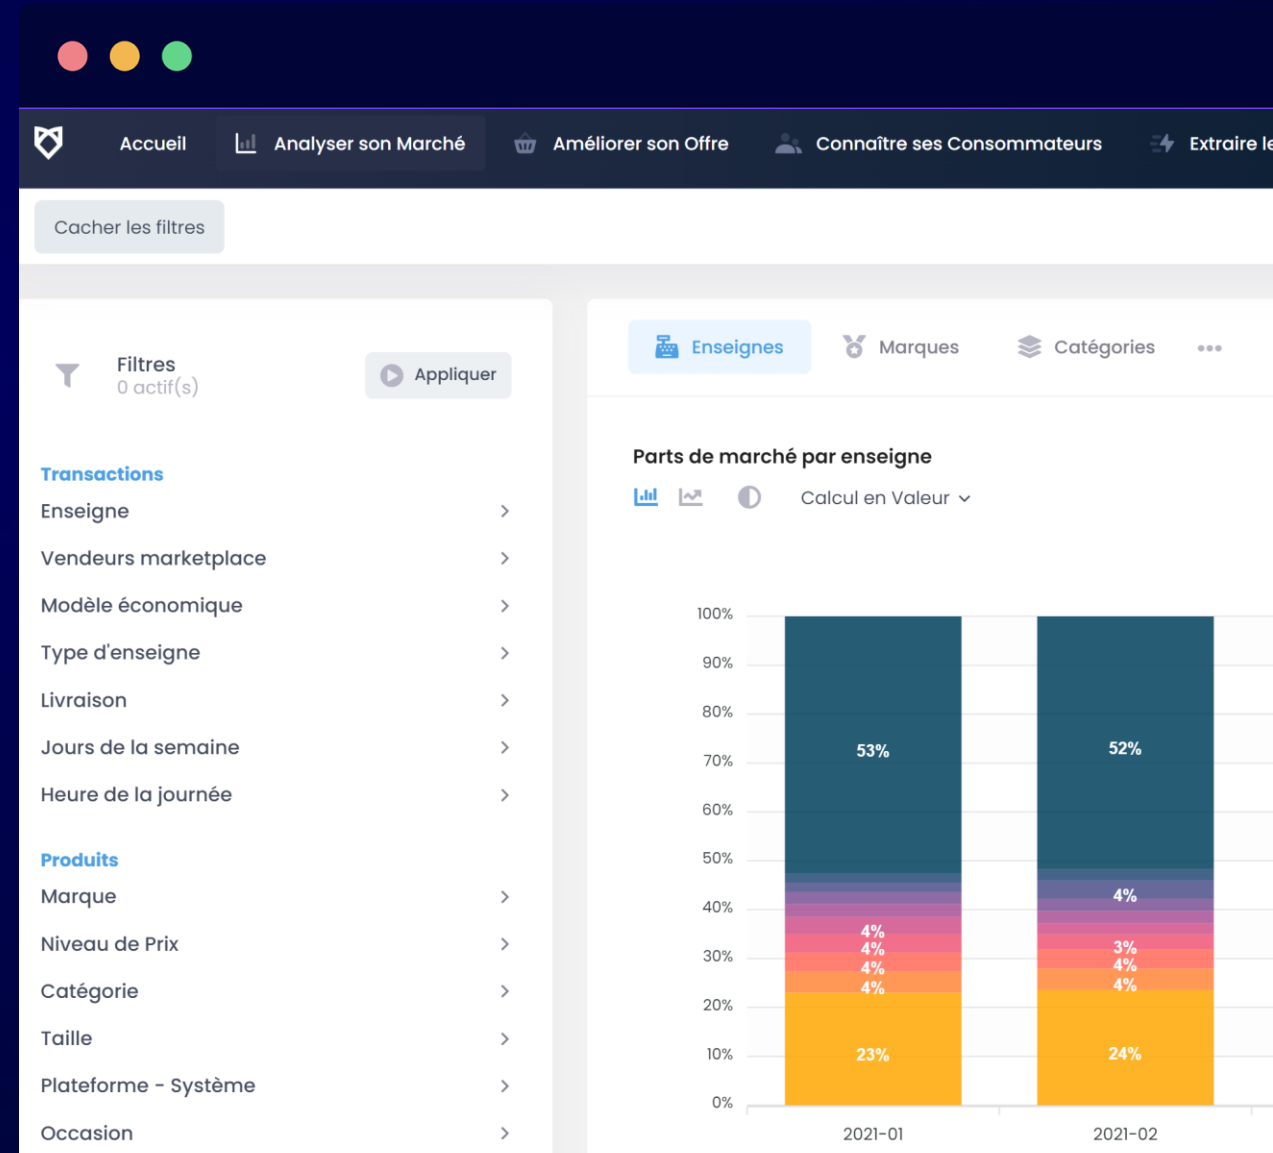 Accueil
Analyser son Marché
Améliorer son Offre
Connaître ses Consommateurs
Extraire le
Cacher les filtres
Filtres
0 actif(s)
Appliquer
Transactions
Enseigne
Vendeurs marketplace
Modèle économique
Type d'enseigne
Livraison
Jours de la semaine
Heure de la journée
Produits
Marque
Niveau de Prix
Catégorie
Taille
Plateforme - Système
Occasion
Enseignes
Marques
Catégories
Parts de marché par enseigne
Calcul en Valeur
100%
90%
80%
70%
60%
50%
40%
30%
20%
10%
0%
53%
4%
4%
4%
4%
23%
52%
4%
3%
4%
4%
24%
2021-01
2021-02